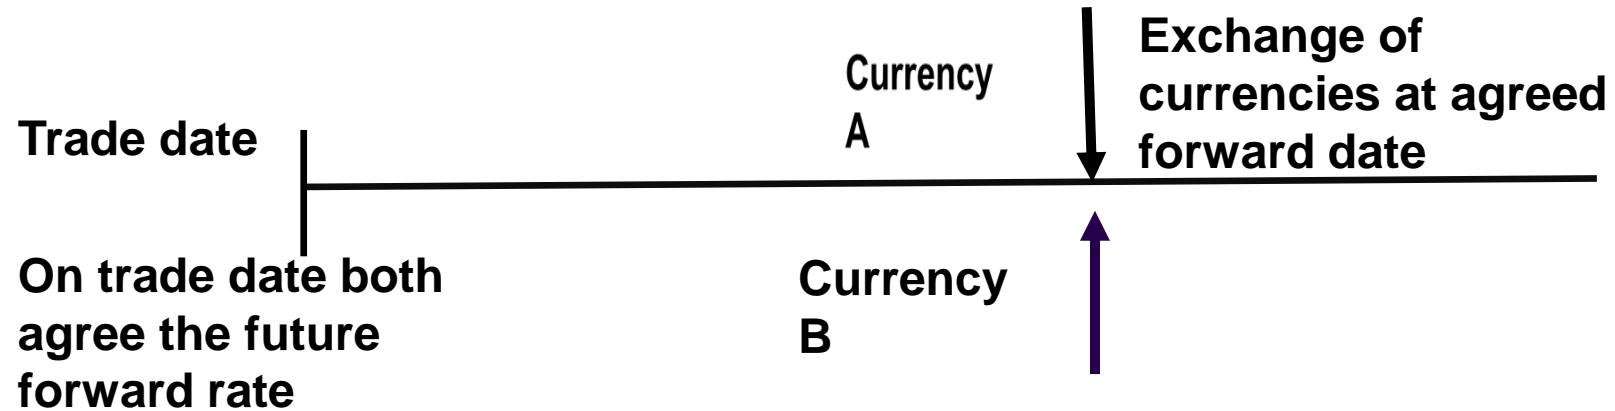 Trade date
On trade date both
agree the future
forward rate
Currency
A
Currency
B
Exchange of
currencies at agreed
forward date